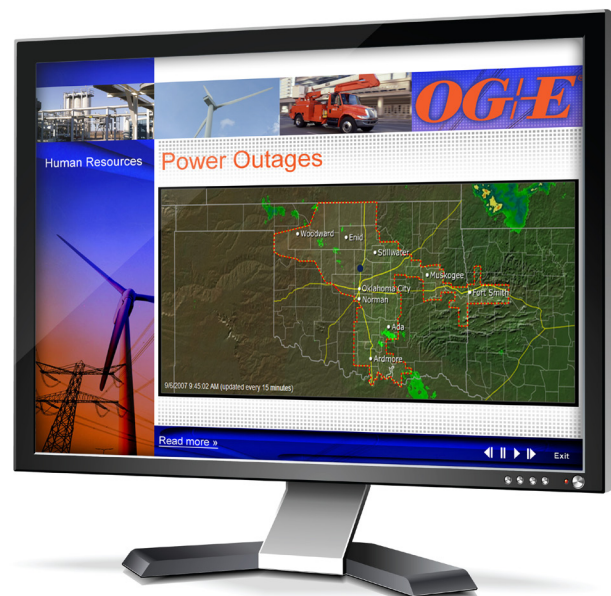 OG+E
Human Resources
Power Outages
Woodward
Enid
Stillwater
Muskogee
Oklahoma City
Fort Smith
Norman
Ada
Ardmore
9/6/2007 9:45:02 AM (updated every 15 minutes)
Read more »
Exit